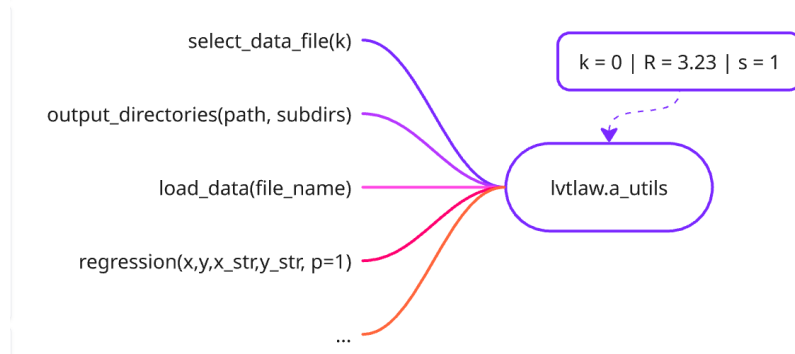 select_data_file(k)
k = 0 | R = 3.23 | s = 1
output_directories(path, subdirs)
load_data(file_name)
lvtlaw.a_utils
regression(x,y,x_str,y_str, p=1)
...